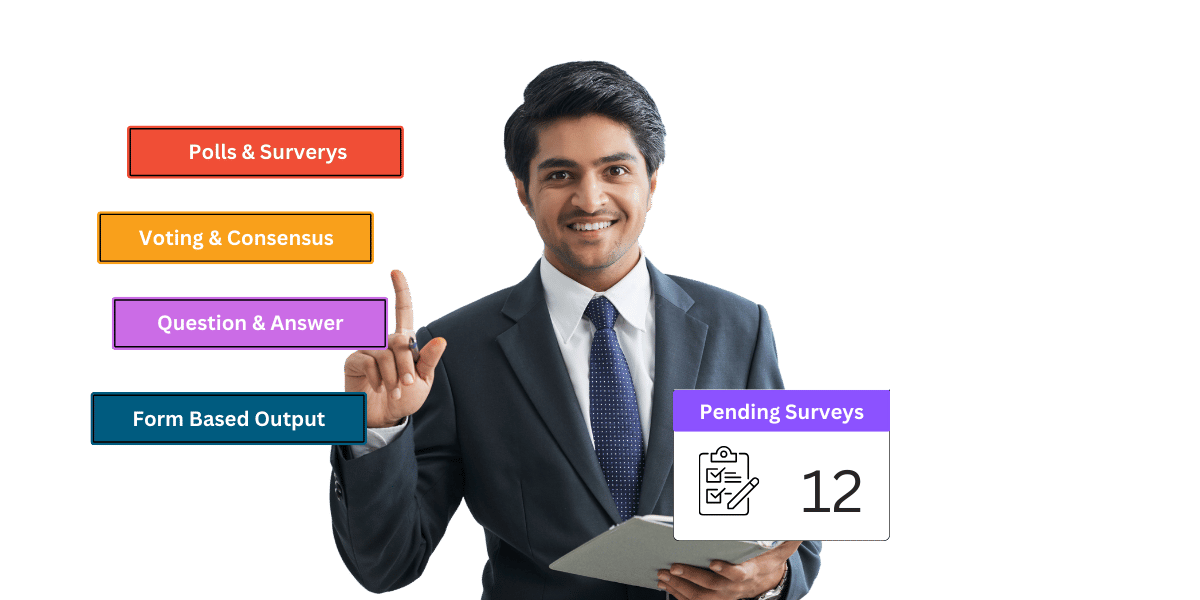 Polls & Surverys
Voting & Consensus
Question & Answer
Form Based Output
Pending Surveys
12